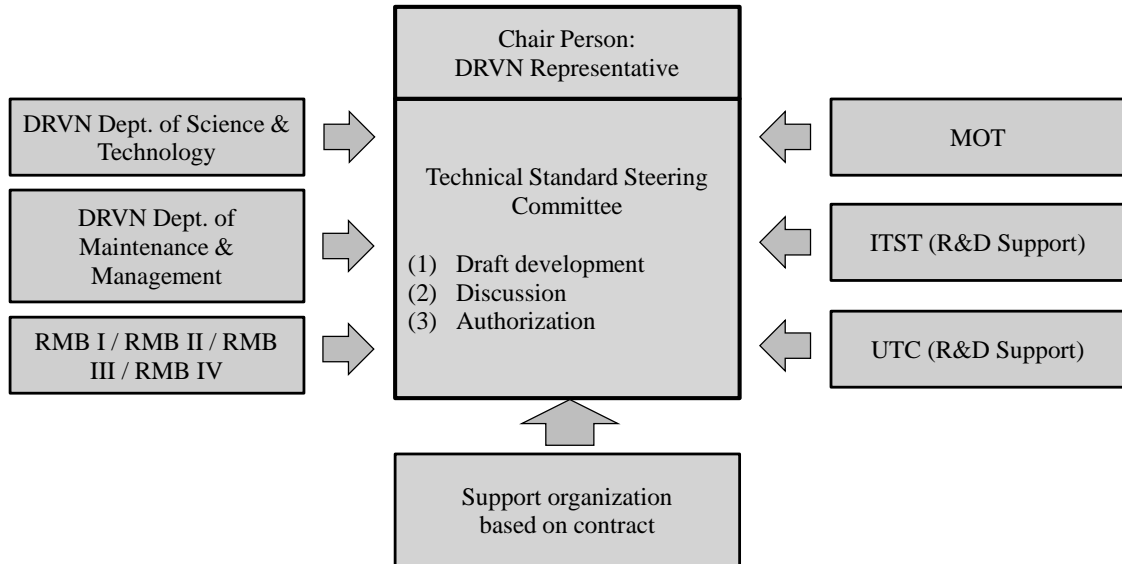 Chair Person:
DRVN Representative
DRVN Dept. of Science &
Technology
DRVN Dept. of
Maintenance &
Management
RMB I / RMB II / RMB
III / RMB IV
Technical Standard Steering
Committee
(1) Draft development
(2) Discussion
(3) Authorization
MOT
ITST (R&D Support)
UTC (R&D Support)
Support organization
based on contract